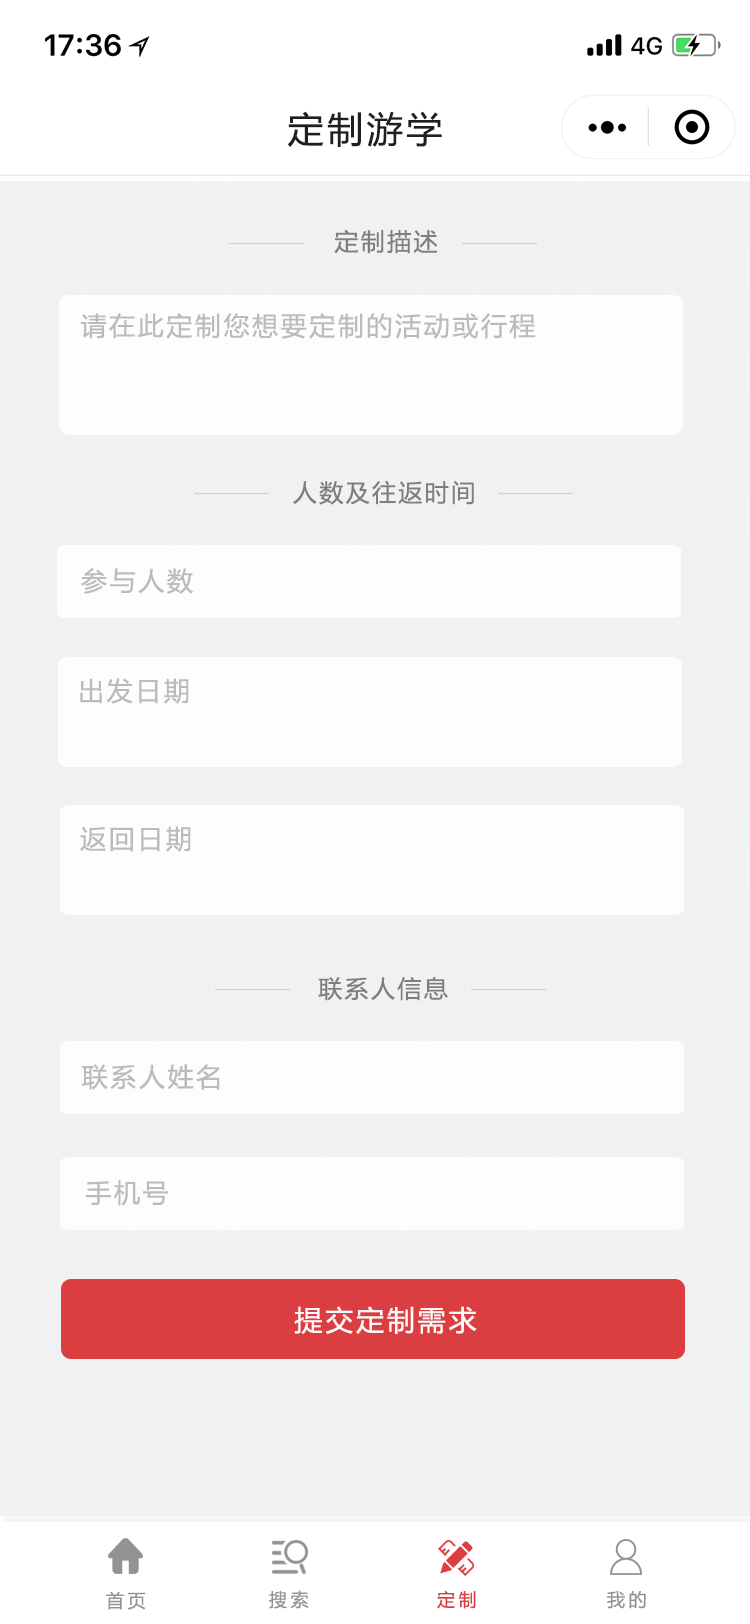 17:36
4G
定制游学
定制描述
请在此定制您想要定制的活动或行程
人数及往返时间
参与人数
出发日期
返回日期
联系人信息
联系人姓名
手机号
提交定制需求
首页
搜索
定制
我的